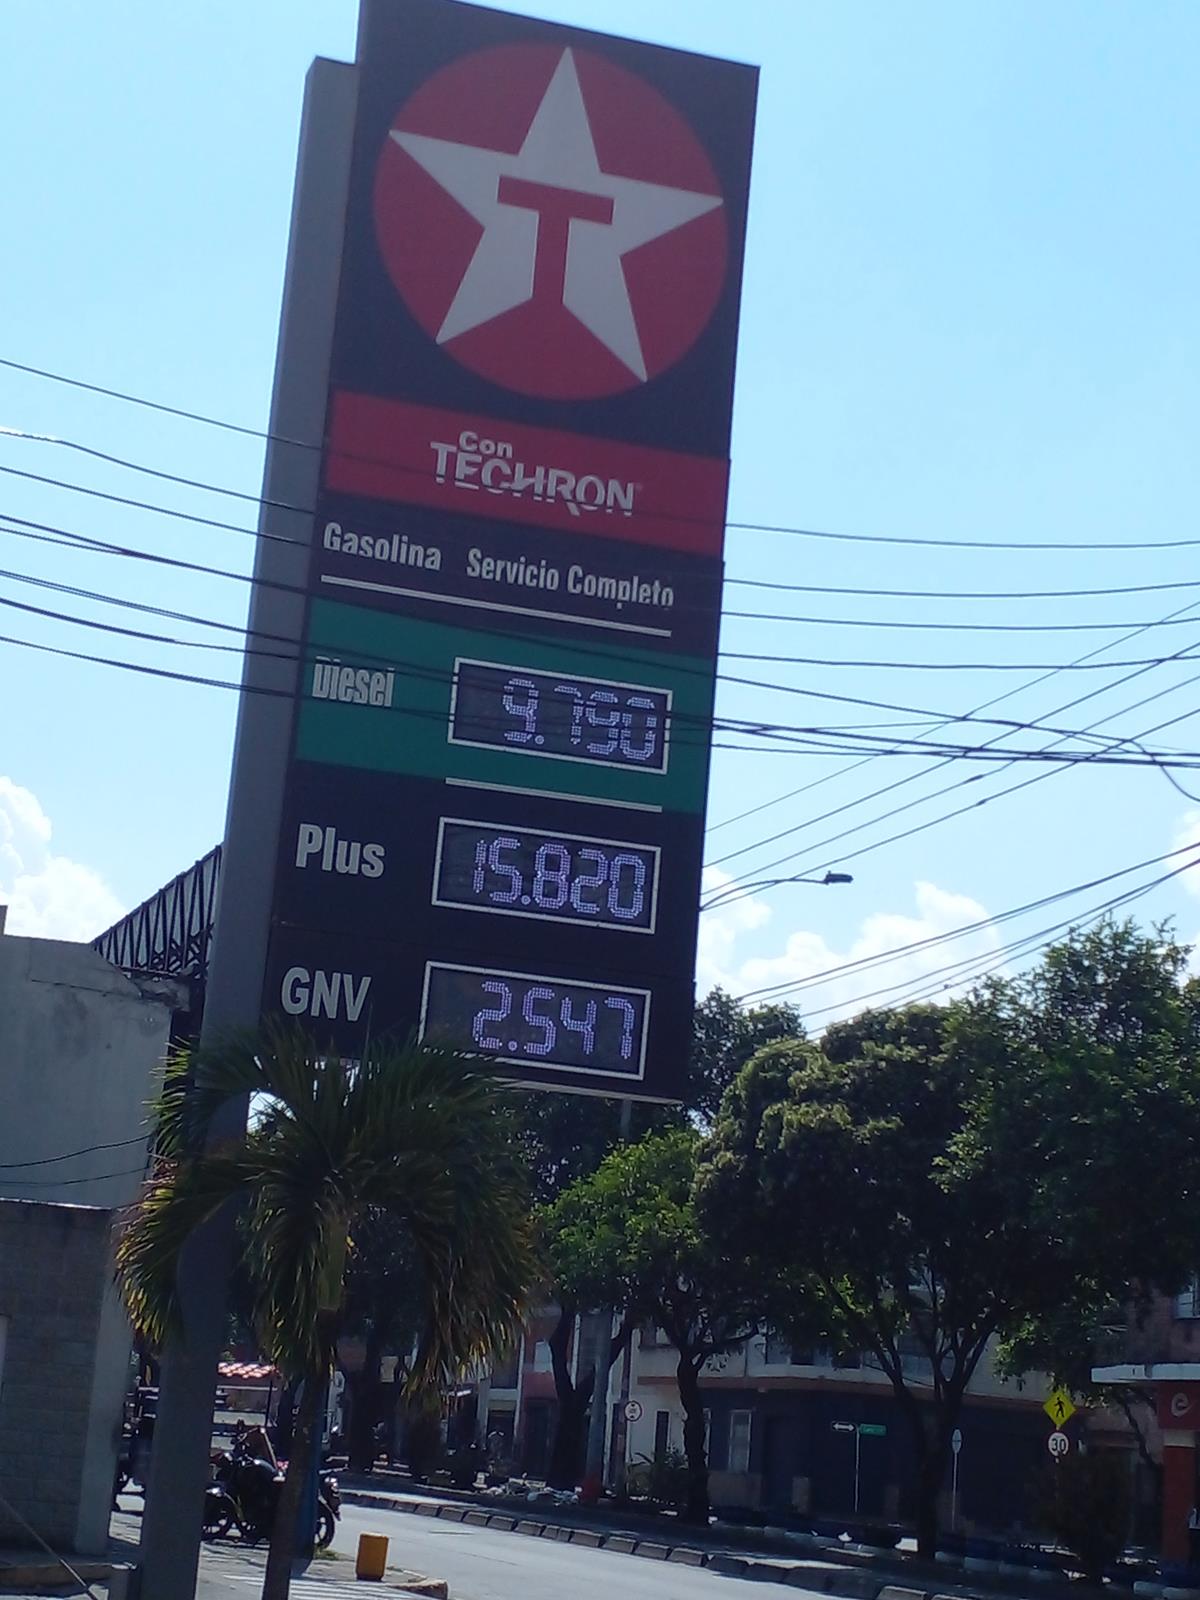 T
Con
TECHRON
Gasolina Servicio Completo
Diesel 9.790
Plus 15.820
GNV 2.547
30